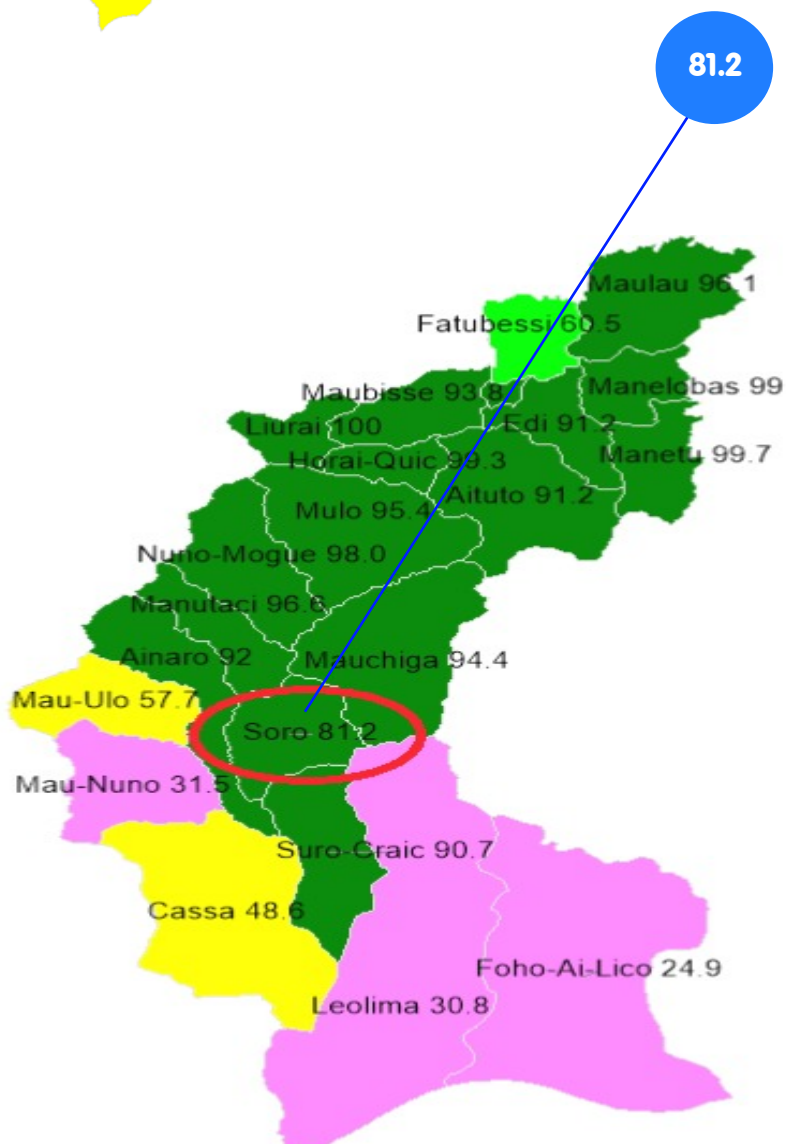 81.2
Maulau 96.1
Fatubessi 60.5
Manelobas 99
Maubisse 93.8
Edi 91.2
Liurai 100
Manetu 99.7
Horai-Quic 99.3
Aituto 91.2
Mulo 95.4
Nuno-Mogue 98.0
Manutaci 96.6
Ainaro 92
Mauchiga 94.4
Mau-Ulo 57.7
Soro 81.2
Mau-Nuno 31.5
Suro-Craic 90.7
Cassa 48.6
Foho-Ai-Lico 24.9
Leolima 30.8